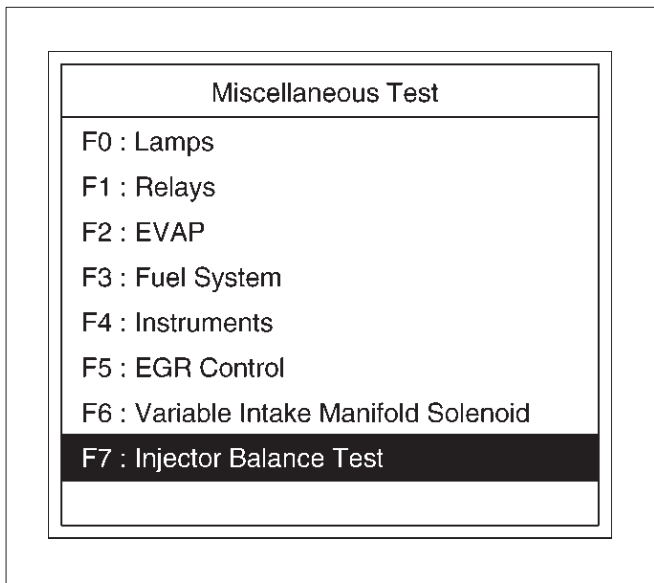 Miscellaneous Test
F0 : Lamps
F1 : Relays
F2 : EVAP
F3 : Fuel System
F4 : Instruments
F5 : EGR Control
F6 : Variable Intake Manifold Solenoid
F7 : Injector Balance Test